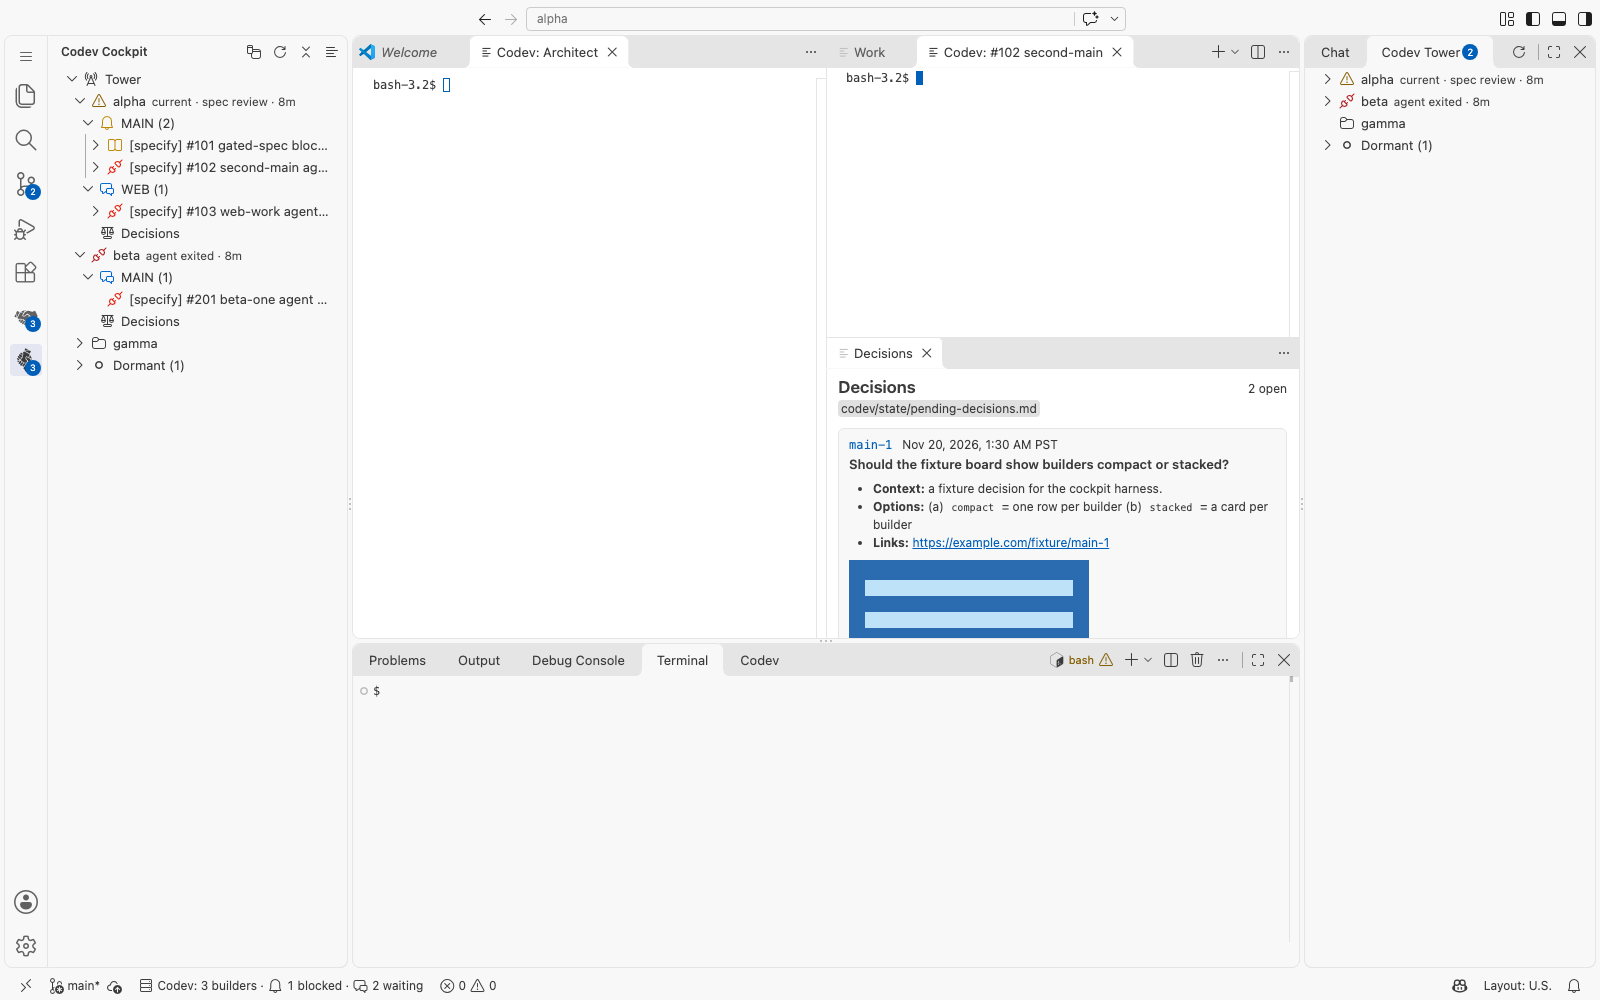 alpha
Codev Cockpit
Tower
alpha current · spec review · 8m
MAIN (2)
[specify] #101 gated-spec bloc...
[specify] #102 second-main ag...
WEB (1)
[specify] #103 web-work agent...
Decisions
beta agent exited · 8m
MAIN (1)
[specify] #201 beta-one agent ...
Decisions
gamma
Dormant (1)
2
3
3
Welcome
Codev: Architect
bash-3.2$
Work
Codev: #102 second-main
bash-3.2$
Decisions
Decisions
2 open
codev/state/pending-decisions.md
main-1 Nov 20, 2026, 1:30 AM PST
Should the fixture board show builders compact or stacked?
• Context: a fixture decision for the cockpit harness.
• Options: (a) compact = one row per builder (b) stacked = a card per
builder
• Links: https://example.com/fixture/main-1
Problems
Output
Debug Console
Terminal
Codev
bash
$
Chat
Codev Tower 2
alpha current · spec review · 8m
beta agent exited · 8m
gamma
Dormant (1)
main*
Codev: 3 builders · 1 blocked · 2 waiting
0 0
Layout: U.S.